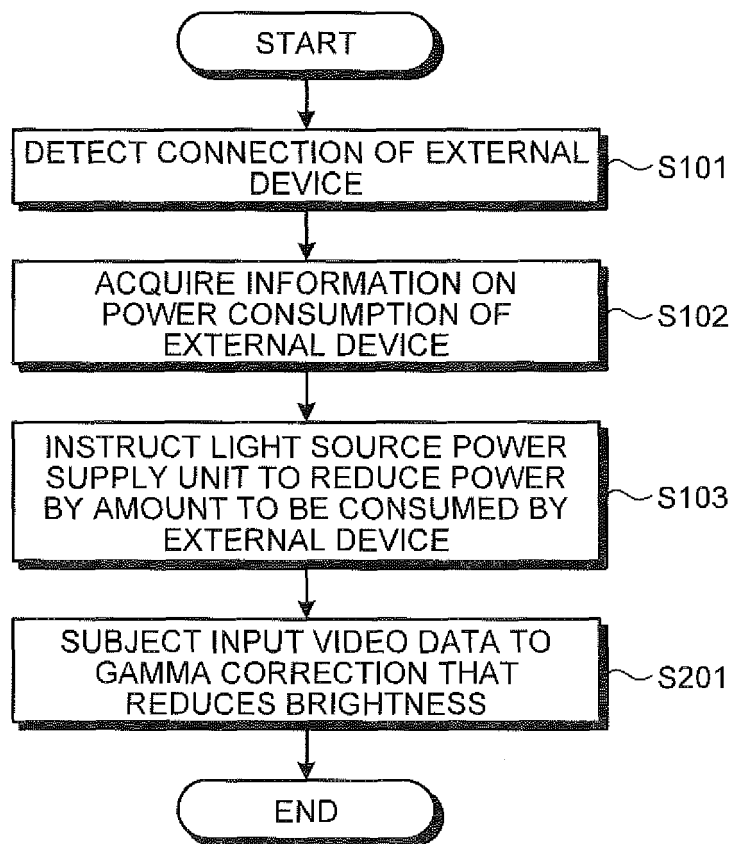 START
DETECT CONNECTION OF EXTERNAL
DEVICE
S101
ACQUIRE INFORMATION ON
POWER CONSUMPTION OF
EXTERNAL DEVICE
S102
INSTRUCT LIGHT SOURCE POWER
SUPPLY UNIT TO REDUCE POWER
BY AMOUNT TO BE CONSUMED BY
EXTERNAL DEVICE
S103
SUBJECT INPUT VIDEO DATA TO
GAMMA CORRECTION THAT
REDUCES BRIGHTNESS
S201
END